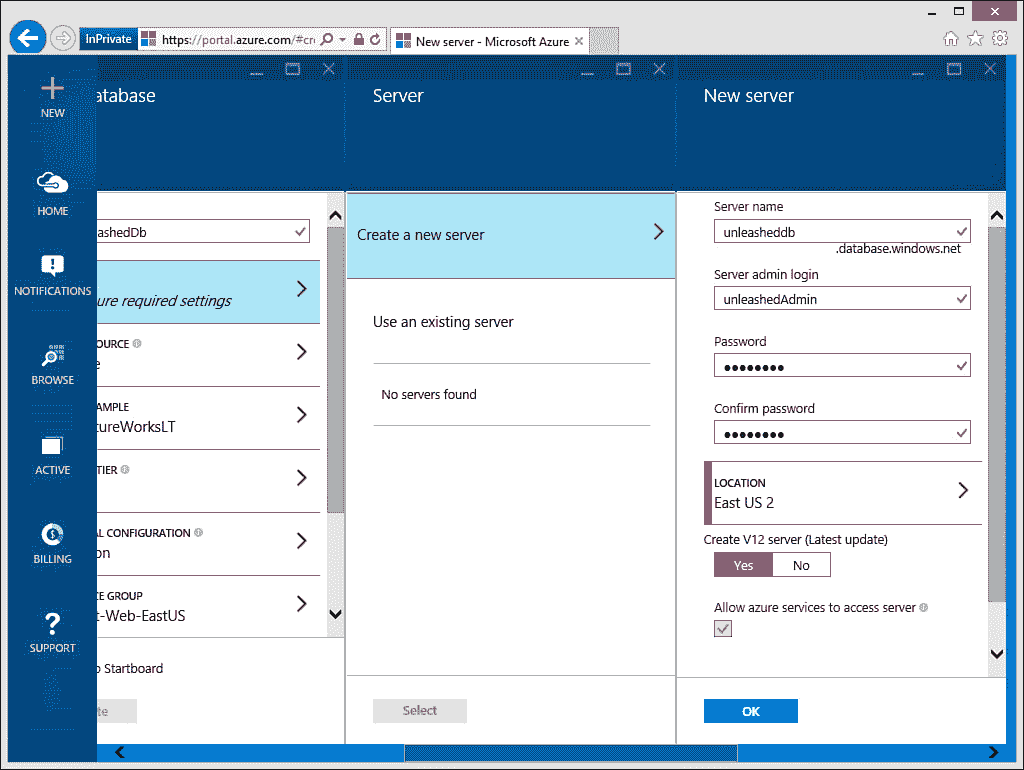 InPrivate
https://portal.azure.com/#cr
New server - Microsoft Azure
NEW
HOME
NOTIFICATIONS
BROWSE
ACTIVE
BILLING
SUPPORT
atabase
ashedDb
ure required settings
OURCE
e
AMPLE
tureWorksLT
TIER
AL CONFIGURATION
on
CE GROUP
t-Web-EastUS
o Startboard
te
Server
Create a new server
Use an existing server
No servers found
Select
New server
Server name
unleasheddb
.database.windows.net
Server admin login
unleashedAdmin
Password
●●●●●●●●
Confirm password
●●●●●●●●
LOCATION
East US 2
Create V12 server (Latest update)
Yes No
Allow azure services to access server
OK